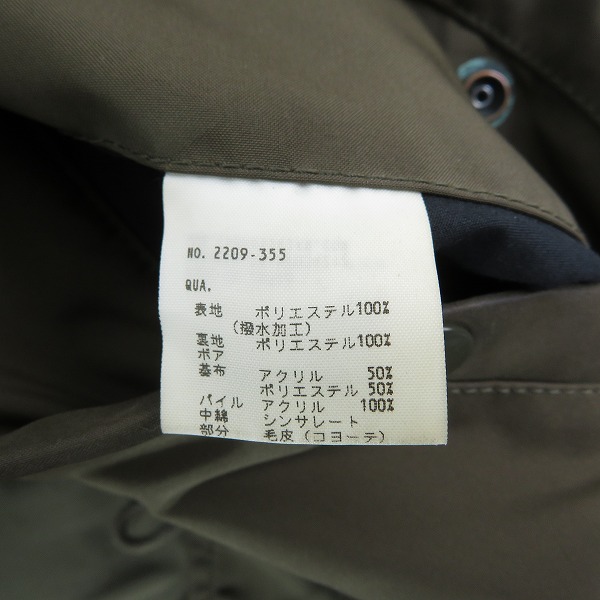 NO. 2209-355
QUA.
表地 ポリエステル100%
(撥水加工)
裏地 ポリエステル100%
ボア
基布 アクリル 50%
ポリエステル 50%
パイル アクリル 100%
中綿 シンサレート
部分 毛皮(コヨーテ)